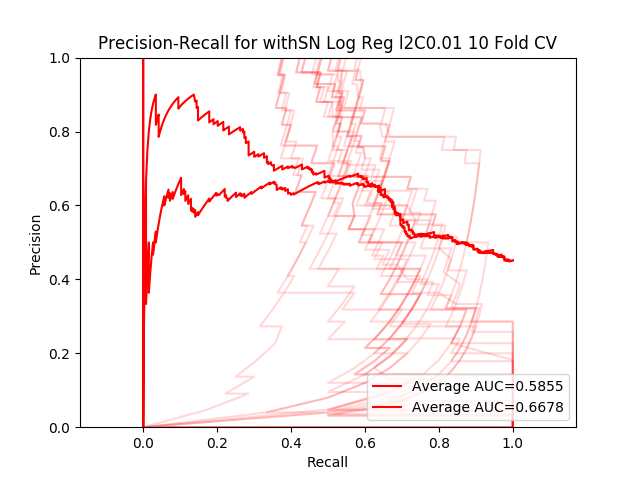 Precision-Recall for withSN Log Reg l2C0.01 10 Fold CV
Precision
1.0
0.8
0.6
0.4
0.2
0.0
0.0 0.2 0.4 0.6 0.8 1.0
Recall
Average AUC=0.5855
Average AUC=0.6678